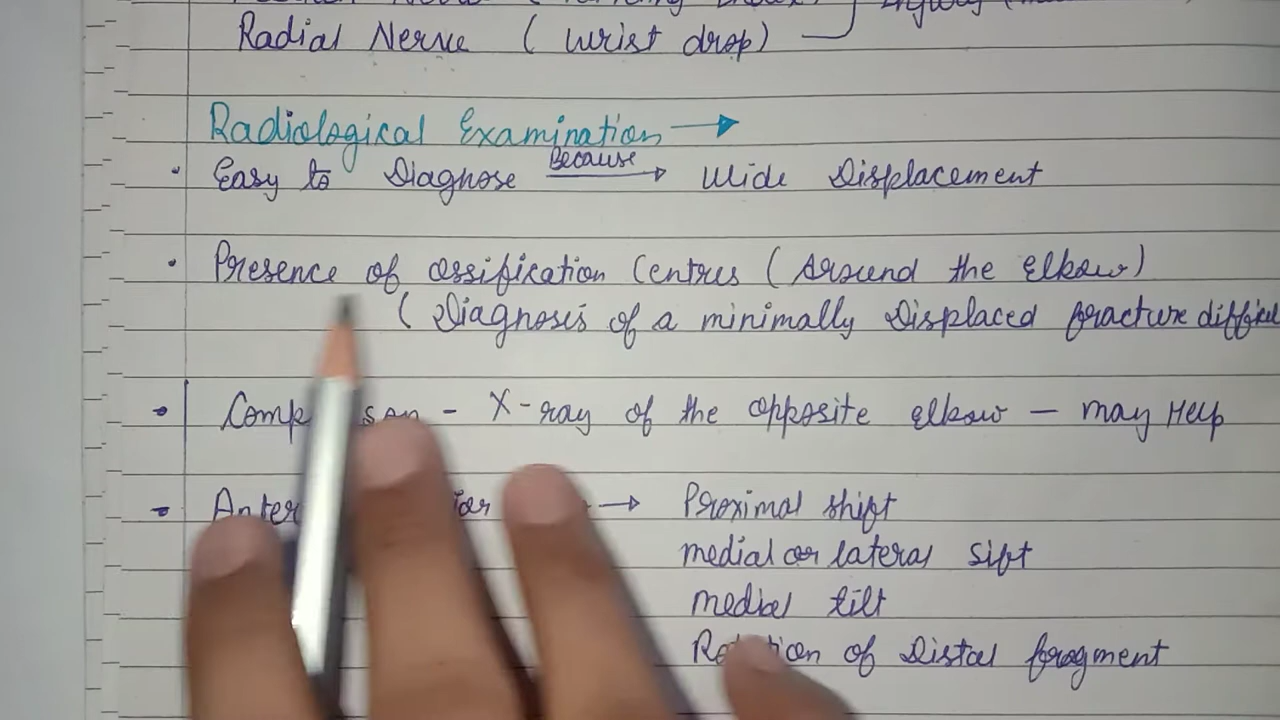 Radial Nerve ( wrist drop)
Radiological Examination →
• Easy to Diagnose Because → Wide Displacement
• Presence of ossification Centres ( Around the Elbow)
( Diagnosis of a minimally Displaced fracture
- X-ray of the opposite elbow - may Help
→ Proximal shift
medial or lateral sift
medial tilt
of Distal fragment